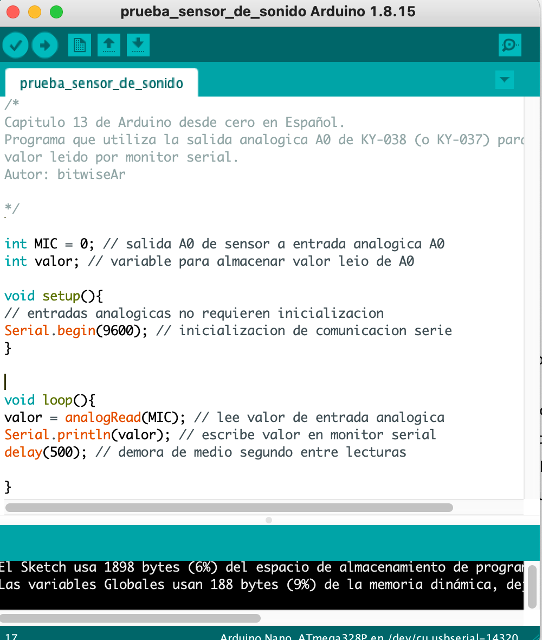 prueba_sensor_de_sonido Arduino 1.8.15
prueba_sensor_de_sonido
/*
Capitulo 13 de Arduino desde cero en Español.
Programa que utiliza la salida analogica A0 de KY-038 (o KY-037) para
valor leido por monitor serial.
Autor: bitwiseAr
*/
int MIC = 0; // salida A0 de sensor a entrada analogica A0
int valor; // variable para almacenar valor leio de A0
void setup(){
// entradas analogicas no requieren inicializacion
Serial.begin(9600); // inicializacion de comunicacion serie
}
void loop(){
valor = analogRead(MIC); // lee valor de entrada analogica
Serial.println(valor); // escribe valor en monitor serial
delay(500); // demora de medio segundo entre lecturas
}
El Sketch usa 1898 bytes (6%) del espacio de almacenamiento de progra
Las variables Globales usan 188 bytes (9%) de la memoria dinámica, de
17
Arduino Nano, ATmega328P en /dev/cu.usbserial-14320